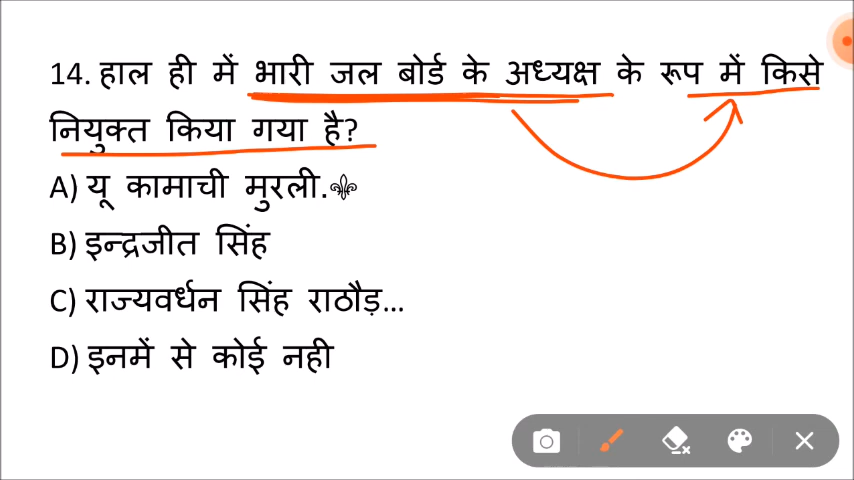 14. हाल ही में भारी जल बोर्ड के अध्यक्ष के रूप में किसे
नियुक्त किया गया है?
A) यू कामाची मुरली.⚜
B) इन्द्रजीत सिंह
C) राज्यवर्धन सिंह राठौड़...
D) इनमें से कोई नही